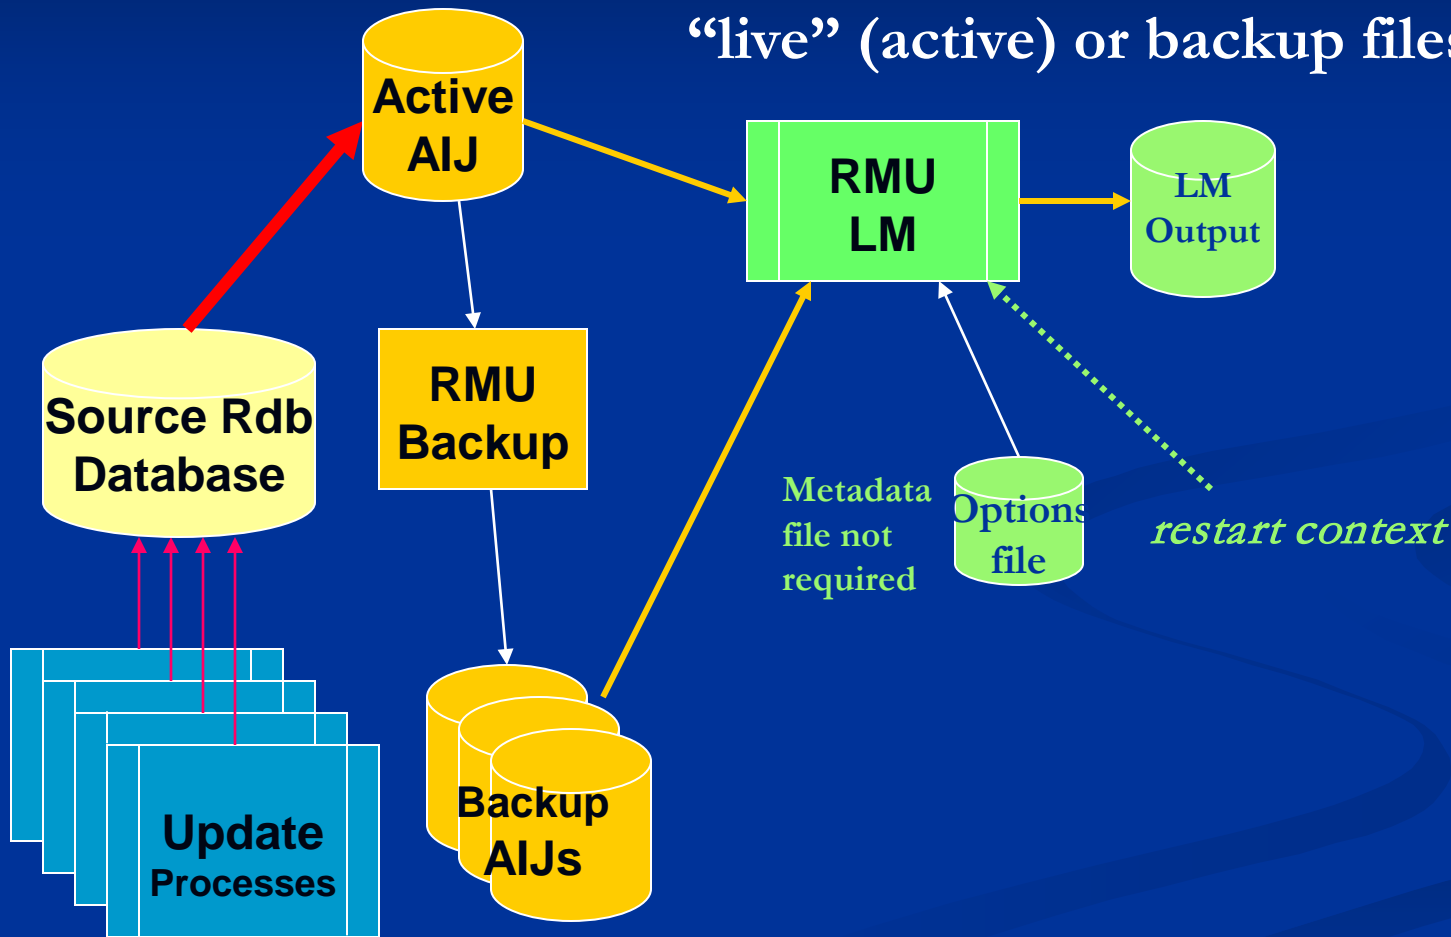 “live” (active) or backup files
Active
AIJ
RMU
LM
LM
Output
Source Rdb
Database
RMU
Backup
Metadata
file not
required
Options
file
restart context
Backup
AIJs
Update
Processes